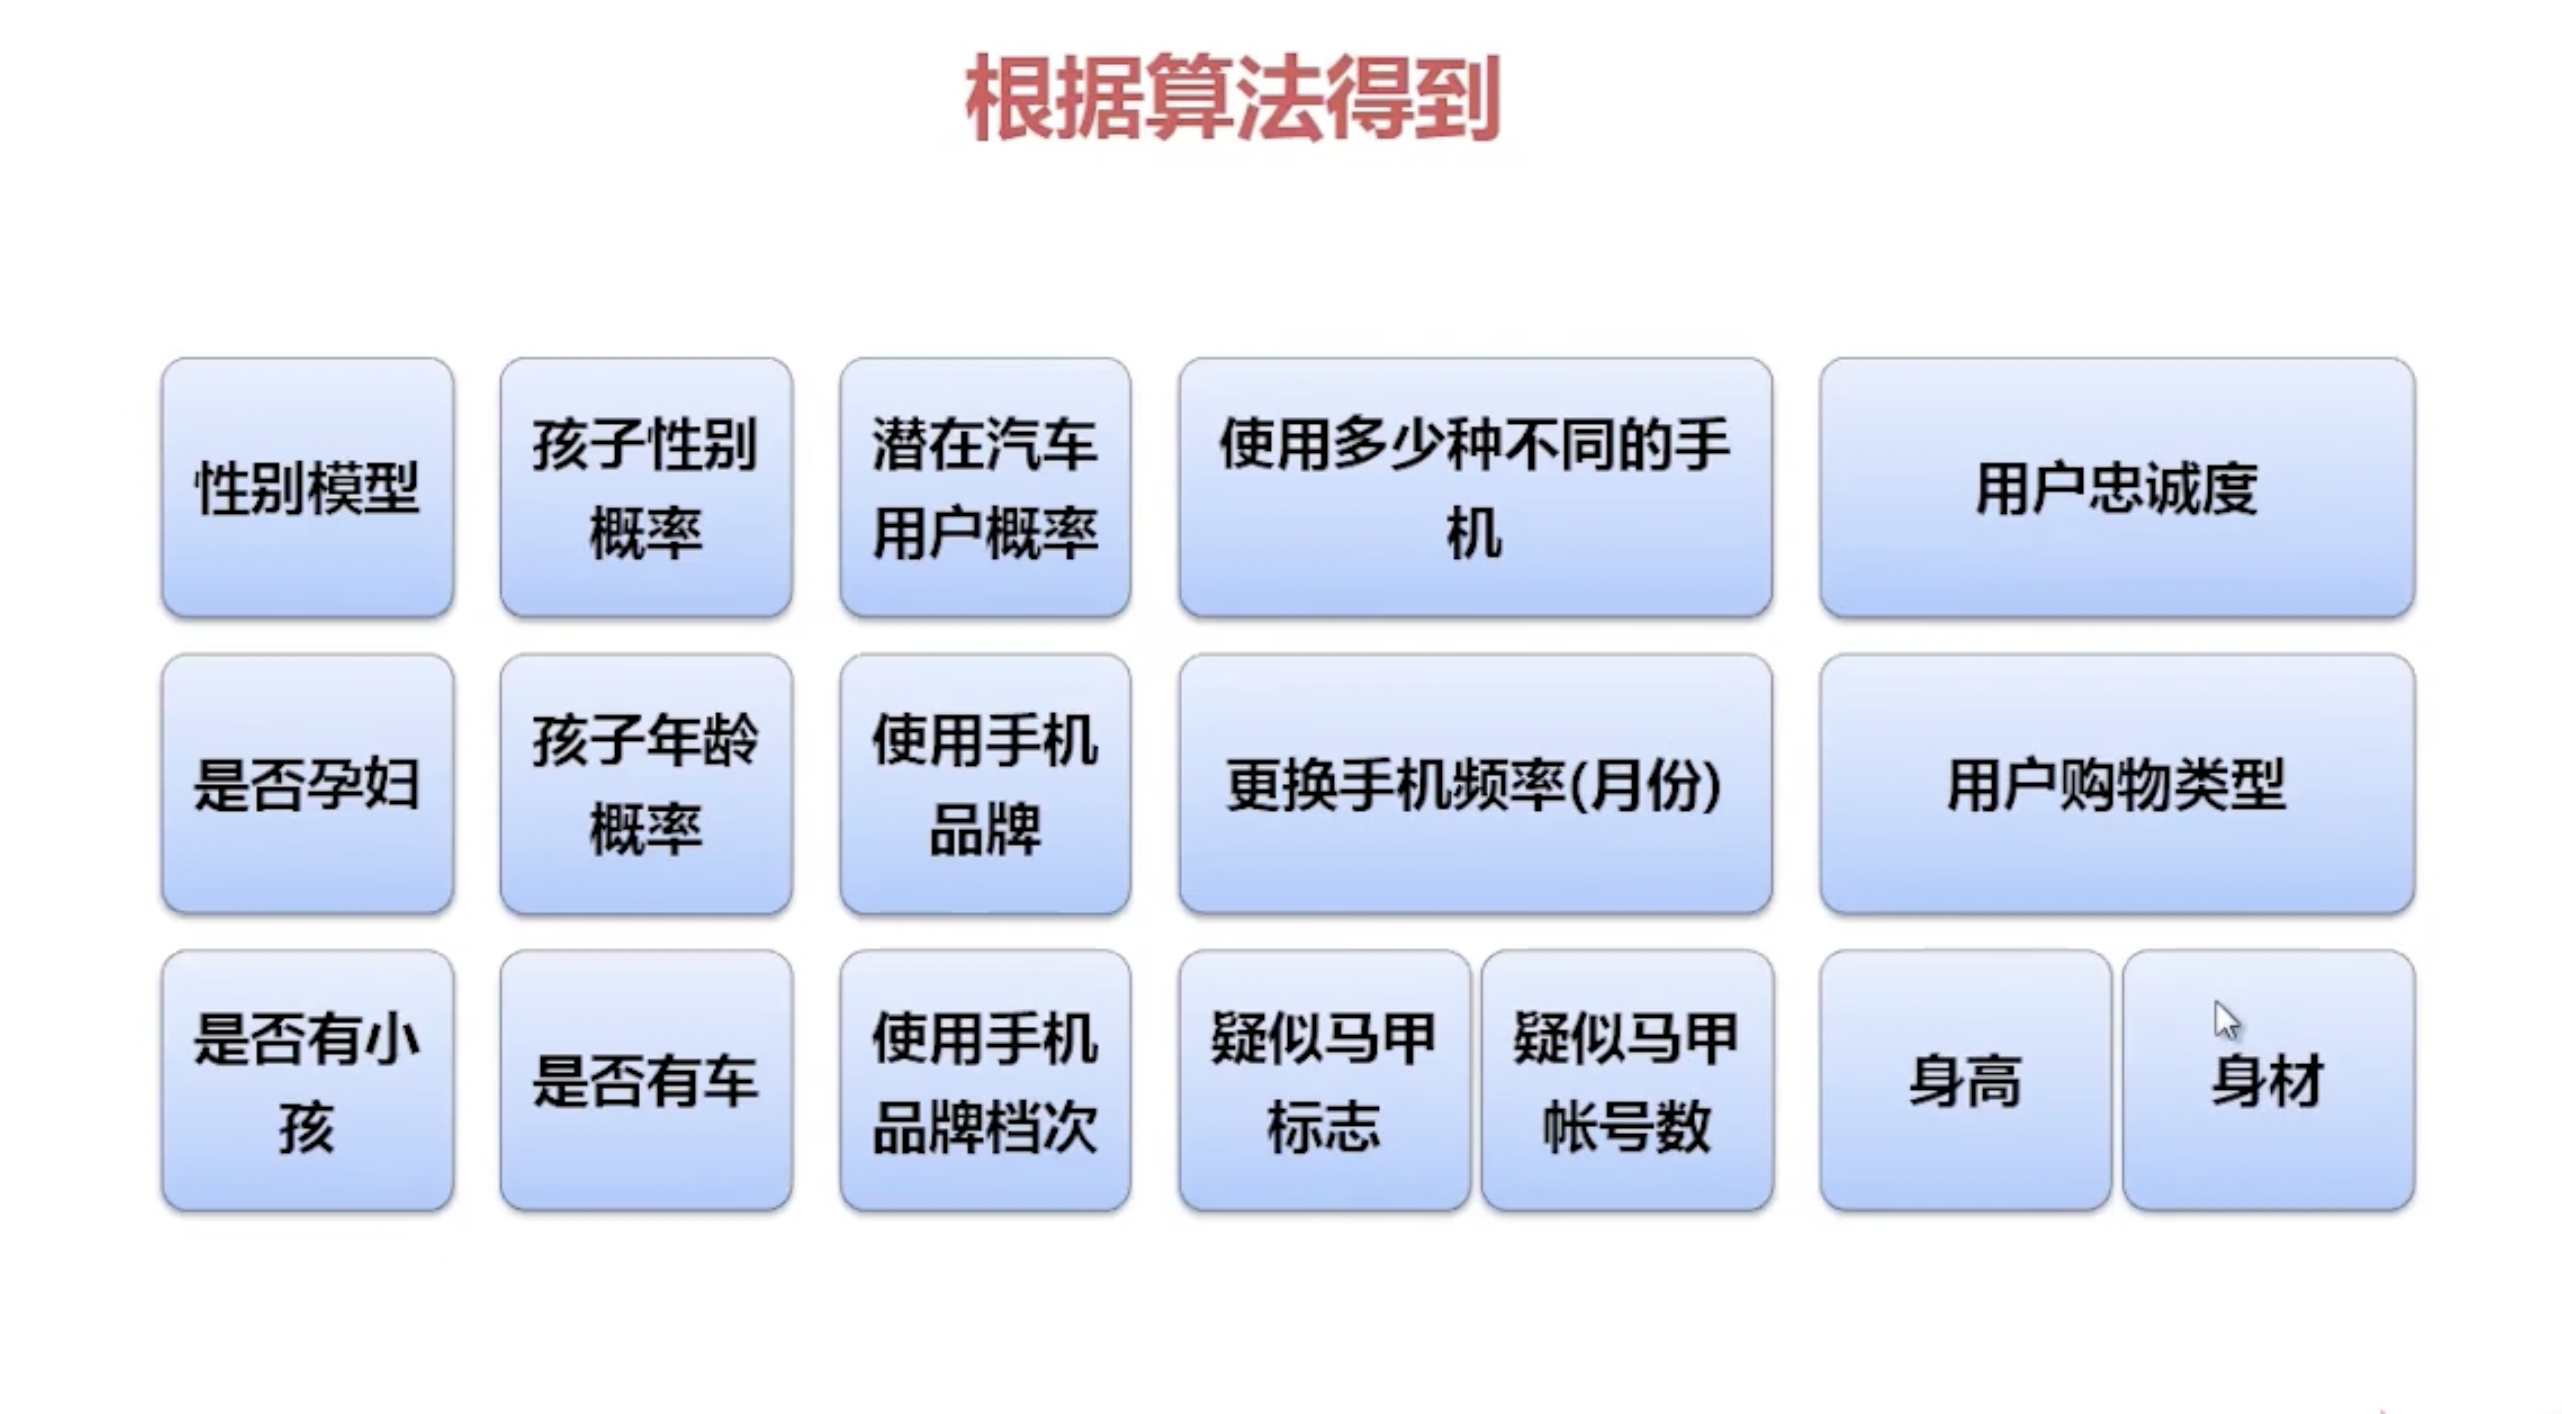 根据算法得到
性别模型
孩子性别
概率
潜在汽车
用户概率
使用多少种不同的手
机
用户忠诚度
是否孕妇
孩子年龄
概率
使用手机
品牌
更换手机频率(月份)
用户购物类型
是否有小
孩
是否有车
使用手机
品牌档次
疑似马甲
标志
疑似马甲
帐号数
身高
身材